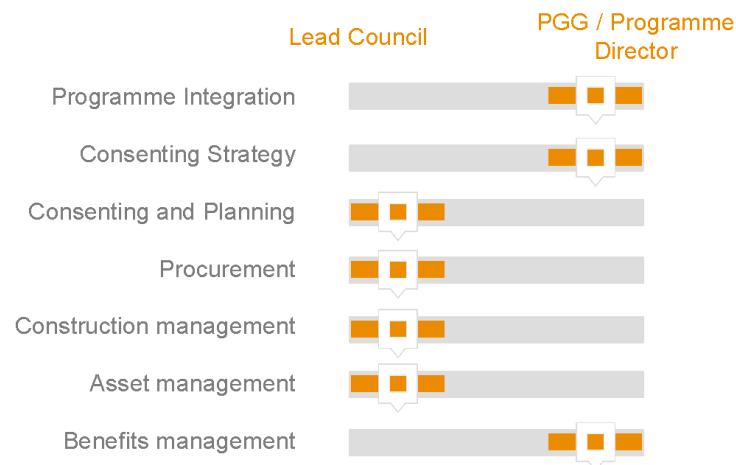 Lead Council
PGG / Programme
Director
Programme Integration
Consenting Strategy
Consenting and Planning
Procurement
Construction management
Asset management
Benefits management